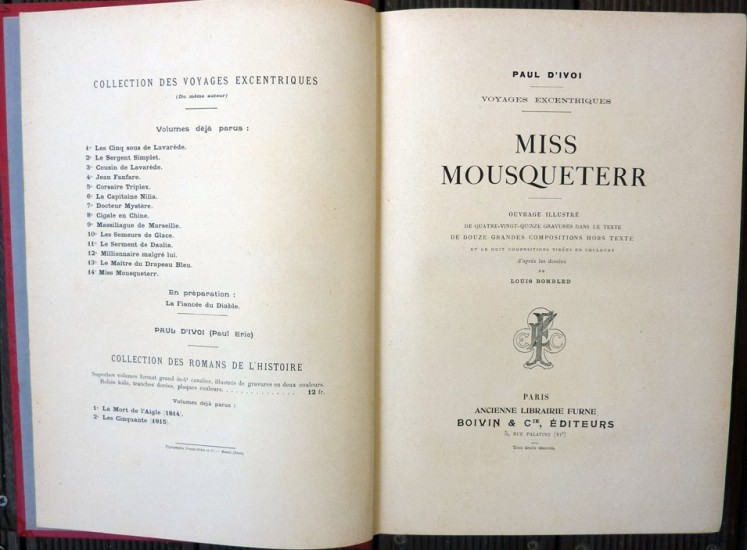 COLLECTION DES VOYAGES EXCENTRIQUES
(Du même auteur)
Volumes déjà parus :
1° Les Cinq sous de Lavarède.
2° Le Sergent Simplet.
3° Cousin de Lavarède.
4° Jean Fanfare.
5° Corsaire Triplex.
6° La Capitaine Nilia.
7° Docteur Mystère.
8° Cigale en Chine.
9° Massiliague de Marseille.
10° Les Semeurs de Glace.
11° Le Serment de Daalia.
12° Millionnaire malgré lui.
13° Le Maître du Drapeau Bleu.
14° Miss Mousqueterr.
En préparation :
La Fiancée du Diable.
PAUL D'IVOI (Paul Eric)
COLLECTION DES ROMANS DE L'HISTOIRE
Superbes volumes format grand in-4° cavalier, illustrés de gravures en deux couleurs.
Reliés toile, tranches dorées, plaques couleurs. . . . . . . . . . . . . . . 12 fr.
Volumes déjà parus :
1° La Mort de l'Aigle (1814).
2° Les Cinquante (1815).
PAUL D'IVOI
VOYAGES EXCENTRIQUES
MISS
MOUSQUETERR
OUVRAGE ILLUSTRÉ
DE QUATRE-VINGT-QUINZE GRAVURES DANS LE TEXTE
DE DOUZE GRANDES COMPOSITIONS HORS TEXTE
ET DE HUIT COMPOSITIONS TIRÉES EN COULEURS
d'après les dessins
DE
LOUIS BOMBLED
PARIS
ANCIENNE LIBRAIRIE FURNE
BOIVIN & Cie, ÉDITEURS
5, RUE PALATINE (VIe)
Tous droits réservés.